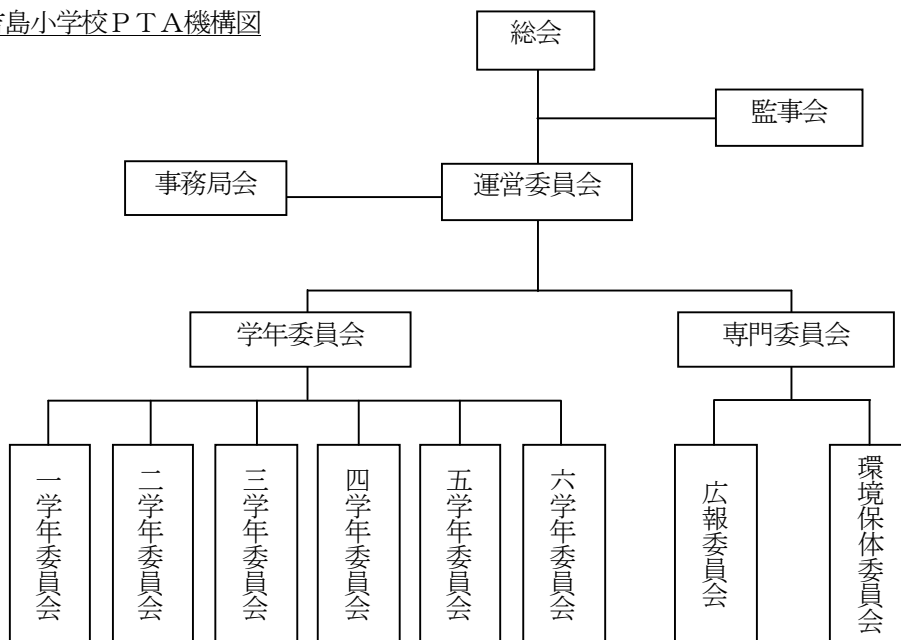 島小学校ＰＴＡ機構図
総会
監事会
事務局会
運営委員会
学年委員会
専門委員会
一学年委員会
二学年委員会
三学年委員会
四学年委員会
五学年委員会
六学年委員会
広報委員会
環境保体委員会